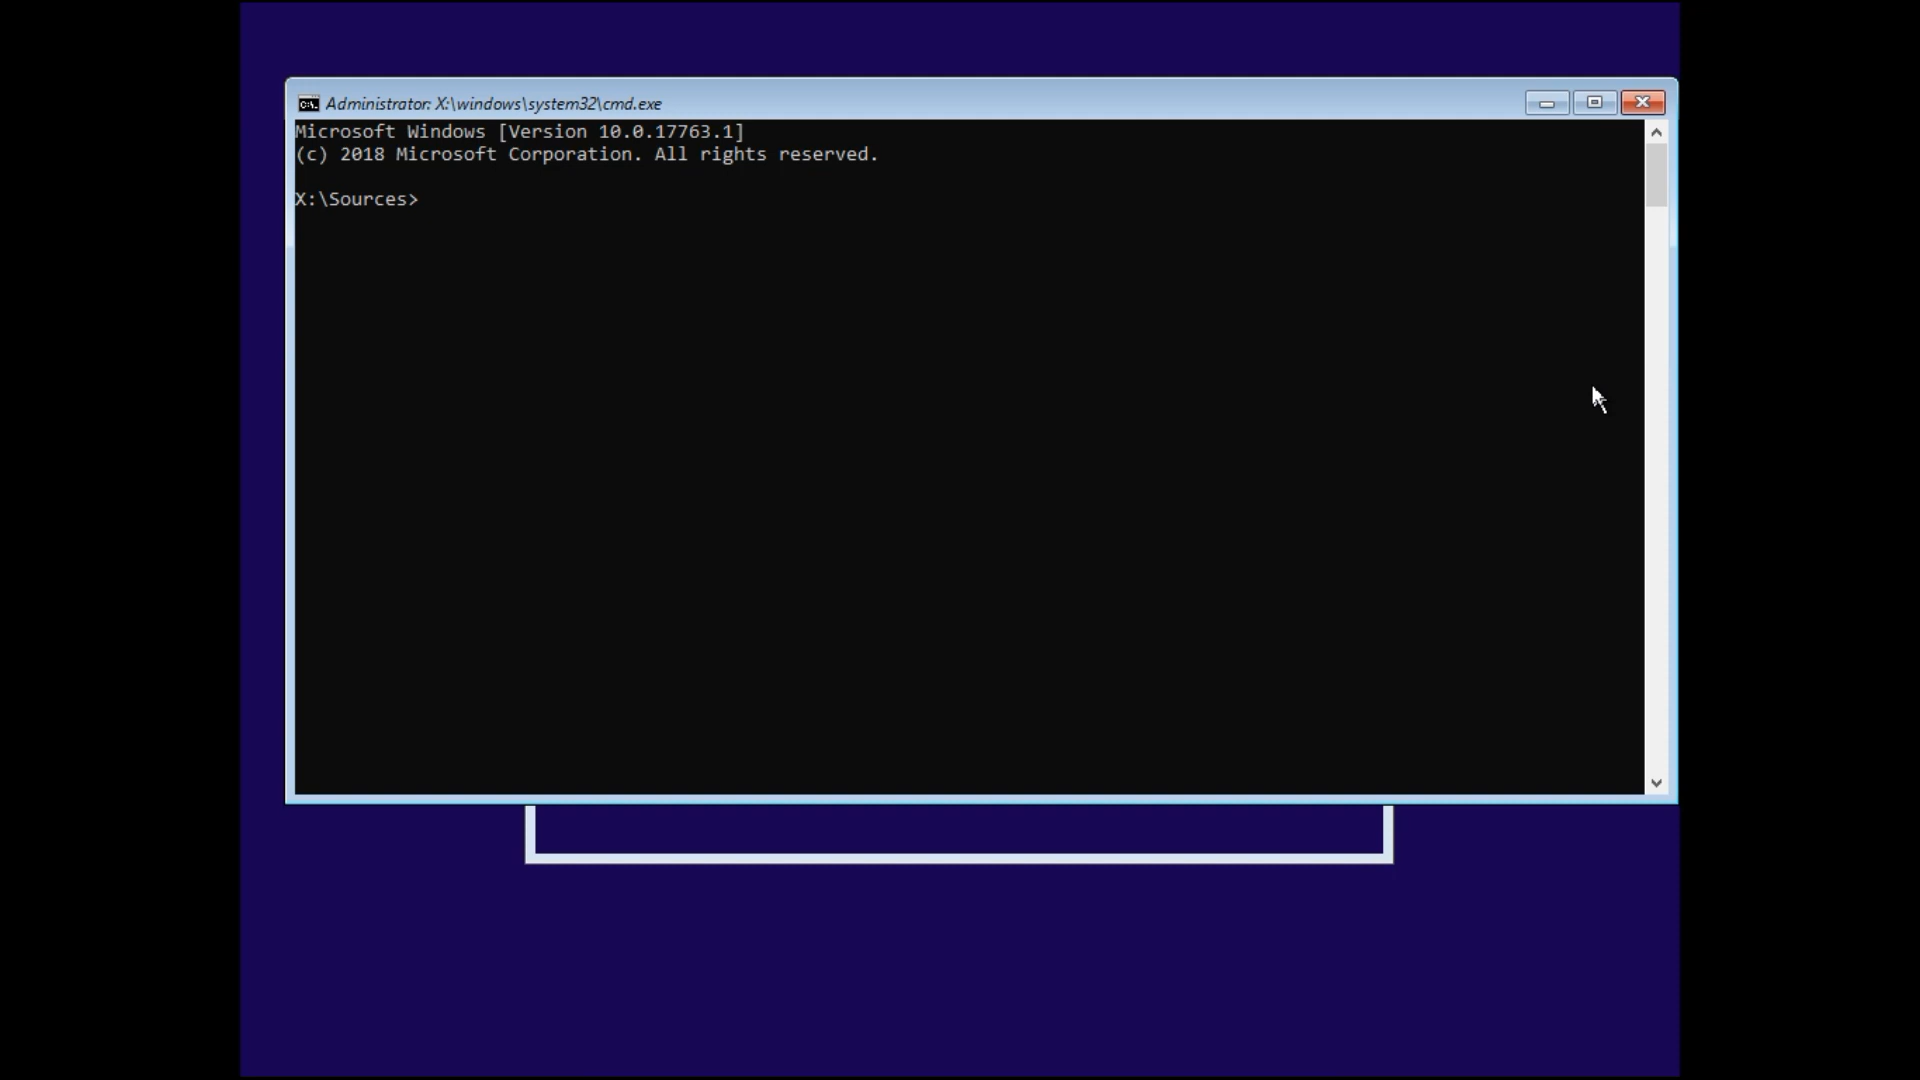 Administrator: X:\windows\system32\cmd.exe
Microsoft Windows [Version 10.0.17763.1]
(c) 2018 Microsoft Corporation. All rights reserved.
X:\Sources>